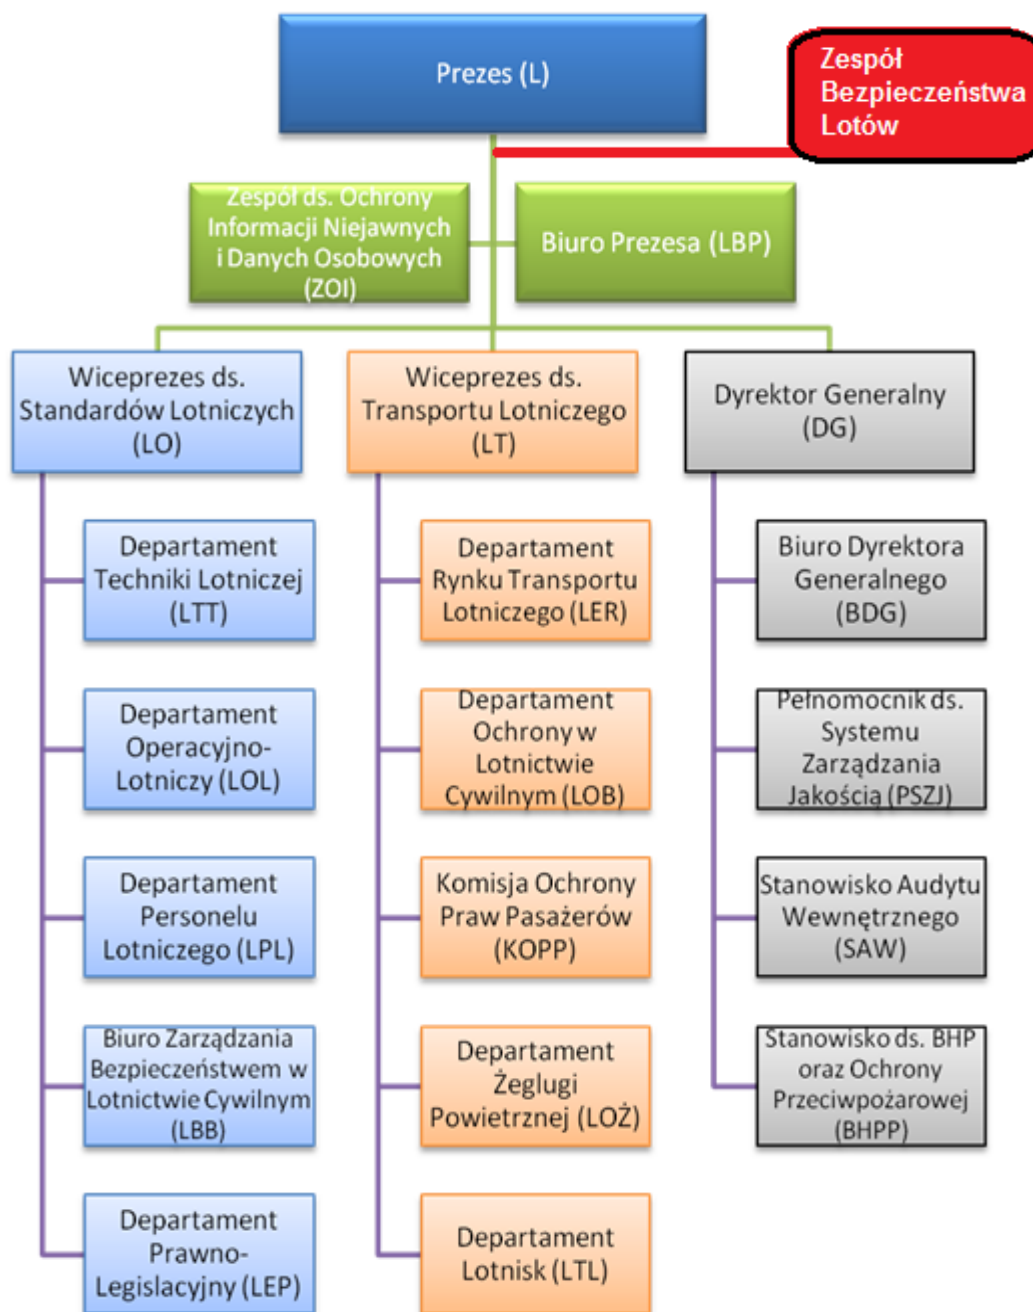 Prezes (L)
Zespół
Bezpieczeństwa
Lotów
Zespół ds. Ochrony
Informacji Niejawnych
i Danych Osobowych
(ZOI)
Biuro Prezesa (LBP)
Wiceprezes ds.
Standardów Lotniczych
(LO)
Wiceprezes ds.
Transportu Lotniczego
(LT)
Dyrektor Generalny
(DG)
Departament
Techniki Lotniczej
(LTT)
Departament
Rynku Transportu
Lotniczego (LER)
Biuro Dyrektora
Generalnego
(BDG)
Departament
Operacyjno-
Lotniczy (LOL)
Departament
Ochrony w
Lotnictwie
Cywilnym (LOB)
Pełnomocnik ds.
Systemu
Zarządzania
Jakością (PSZJ)
Departament
Personelu
Lotniczego (LPL)
Komisja Ochrony
Praw Pasażerów
(KOPP)
Stanowisko Audytu
Wewnętrznego
(SAW)
Biuro Zarządzania
Bezpieczeństwem w
Lotnictwie Cywilnym
(LBB)
Departament
Żeglugi
Powietrznej (LOŻ)
Stanowisko ds. BHP
oraz Ochrony
Przeciwpożarowej
(BHPP)
Departament
Prawno-
Legislacyjny (LEP)
Departament
Lotnisk (LTL)